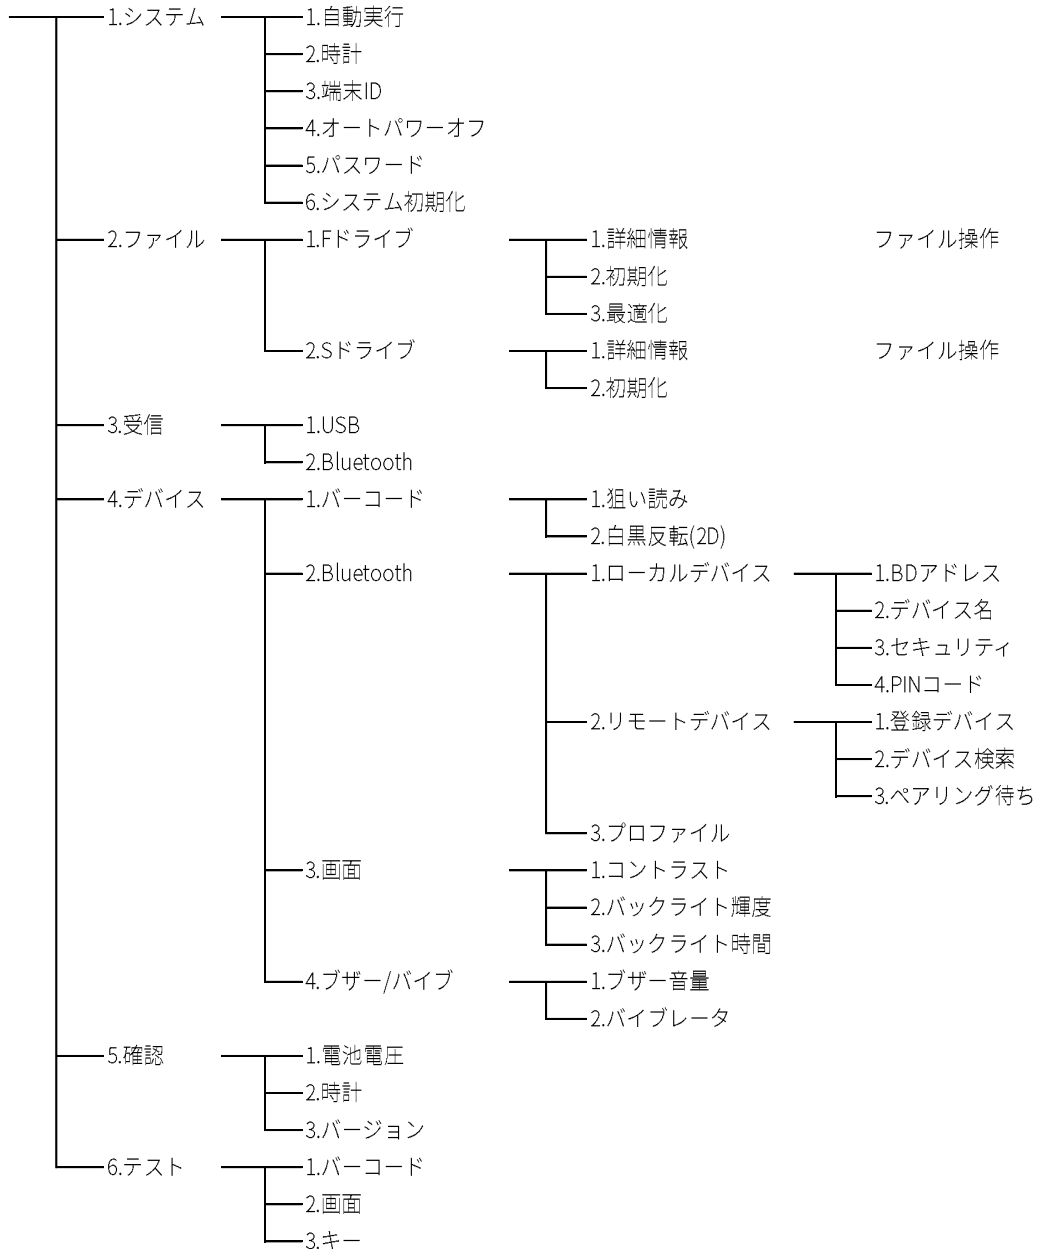 1.システム 1.自動実行
2.時計
3.端末ID
4.オートパワーオフ
5.パスワード
6.システム初期化
2.ファイル 1.Fドライブ 1.詳細情報 ファイル操作
2.初期化
3.最適化
2.Sドライブ 1.詳細情報 ファイル操作
2.初期化
3.受信 1.USB
2.Bluetooth
4.デバイス 1.バーコード 1.狙い読み
2.白黒反転(2D)
2.Bluetooth 1.ローカルデバイス 1.BDアドレス
2.デバイス名
3.セキュリティ
4.PINコード
2.リモートデバイス 1.登録デバイス
2.デバイス検索
3.ペアリング待ち
3.プロファイル
3.画面 1.コントラスト
2.バックライト輝度
3.バックライト時間
4.ブザー/バイブ 1.ブザー音量
2.バイブレータ
5.確認 1.電池電圧
2.時計
3.バージョン
6.テスト 1.バーコード
2.画面
3.キー